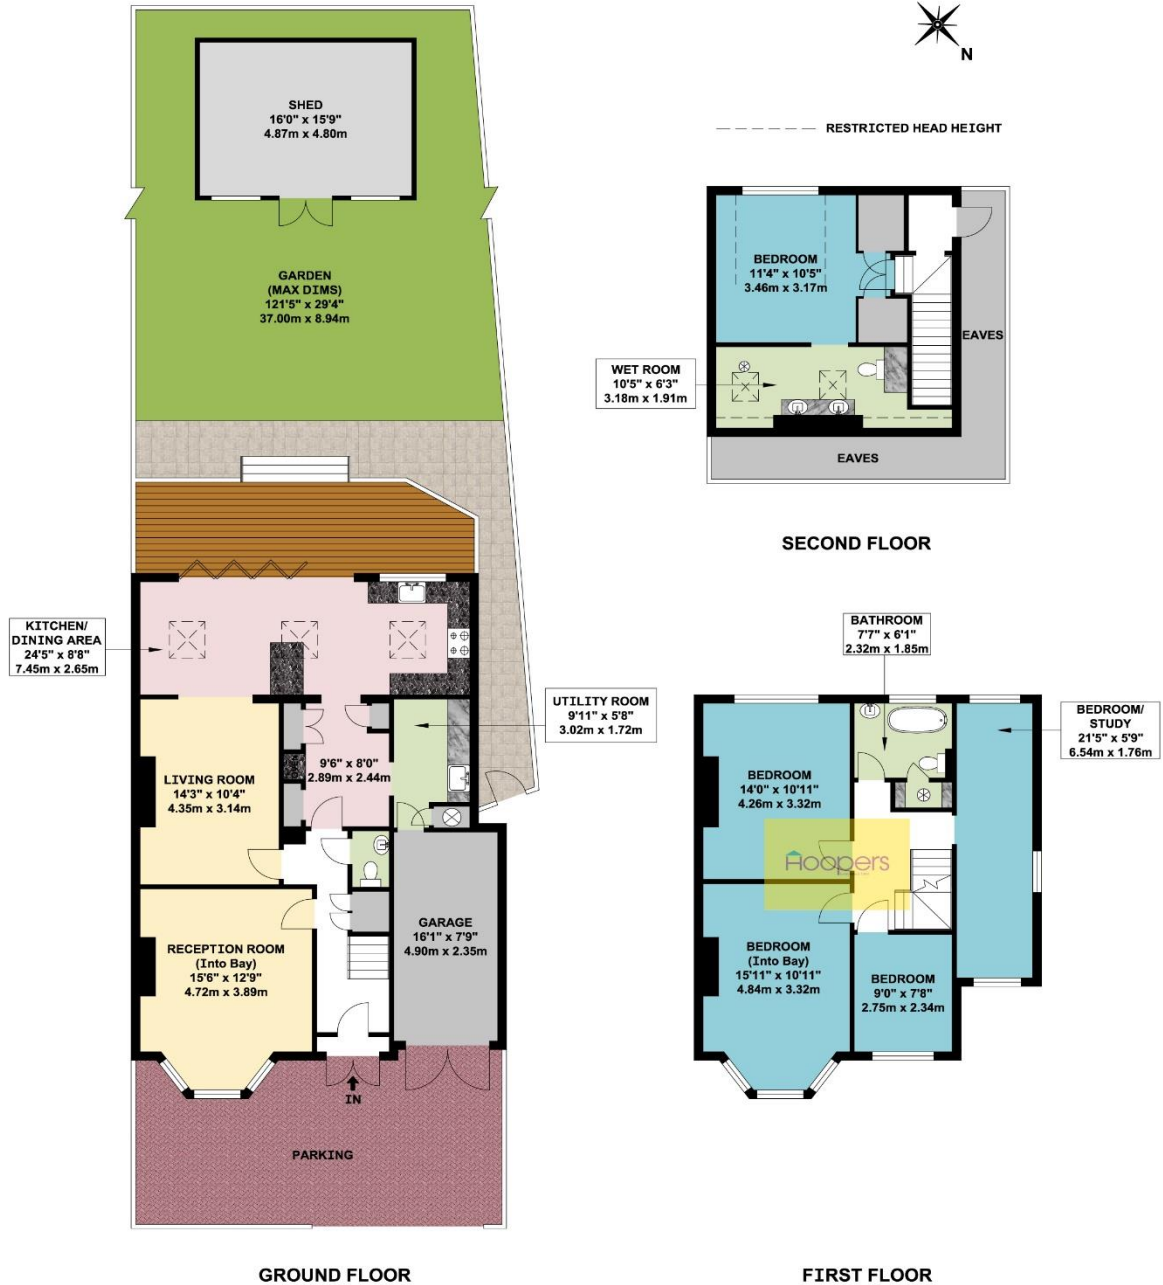 N
RESTRICTED HEAD HEIGHT
SHED
16'0" x 15'9"
4.87m x 4.80m
GARDEN
(MAX DIMS)
121'5" x 29'4"
37.00m x 8.94m
BEDROOM
11'4" x 10'5"
3.46m x 3.17m
EAVES
WET ROOM
10'5" x 6'3"
3.18m x 1.91m
EAVES
SECOND FLOOR
KITCHEN/
DINING AREA
24'5" x 8'8"
7.45m x 2.65m
UTILITY ROOM
9'11" x 5'8"
3.02m x 1.72m
9'6" x 8'0"
2.89m x 2.44m
LIVING ROOM
14'3" x 10'4"
4.35m x 3.14m
GARAGE
16'1" x 7'9"
4.90m x 2.35m
RECEPTION ROOM
(Into Bay)
15'6" x 12'9"
4.72m x 3.89m
IN
PARKING
GROUND FLOOR
BATHROOM
7'7" x 6'1"
2.32m x 1.85m
BEDROOM/
STUDY
21'5" x 5'9"
6.54m x 1.76m
BEDROOM
14'0" x 10'11"
4.26m x 3.32m
Hoopers
BEDROOM
(Into Bay)
15'11" x 10'11"
4.84m x 3.32m
BEDROOM
9'0" x 7'8"
2.75m x 2.34m
FIRST FLOOR